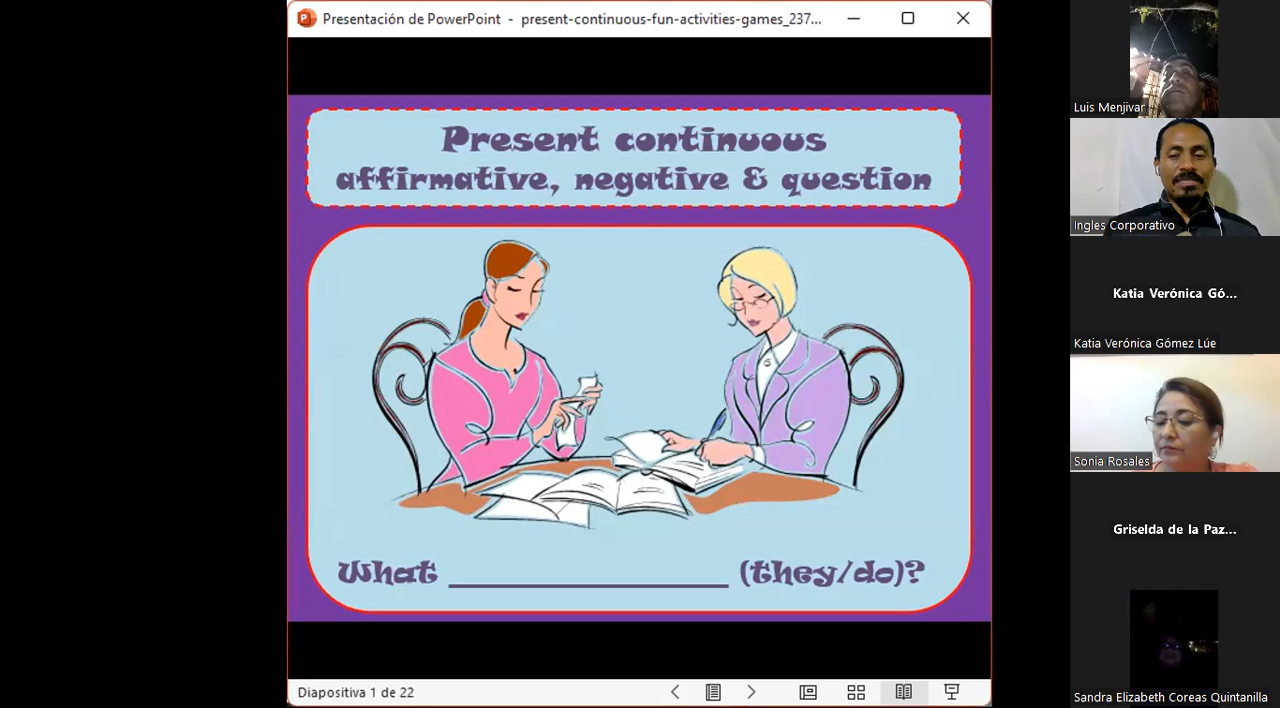 Presentación de PowerPoint - present-continuous-fun-activities-games_237...
Present continuous
affirmative, negative & question
What ____________________ (they/do)?
Diapositiva 1 de 22
Luis Menjivar
Ingles Corporativo
Katia Verónica Gó...
Katia Verónica Gómez Lúe
Sonia Rosales
Griselda de la Paz...
Sandra Elizabeth Coreas Quintanilla